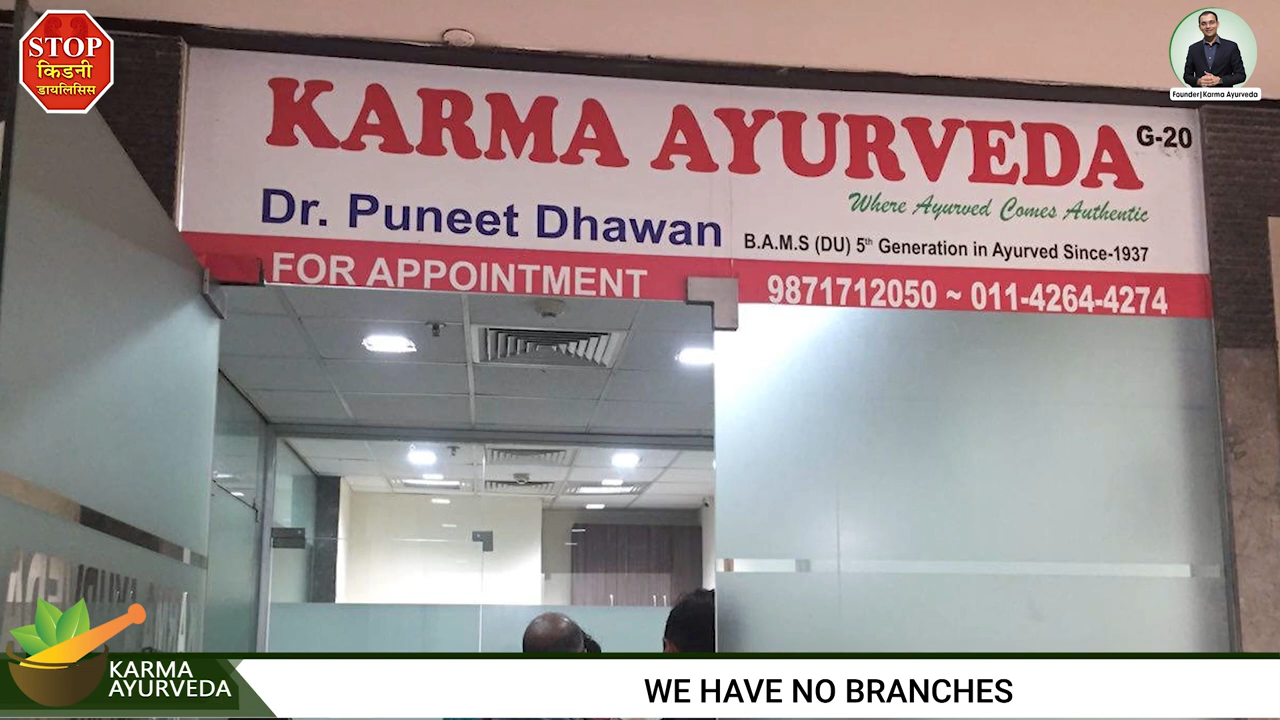 STOP
किडनी
डायलिसिस
Founder|Karma Ayurveda
KARMA AYURVEDA
G-20
Where Ayurved Comes Authentic
Dr. Puneet Dhawan
B.A.M.S (DU) 5th Generation in Ayurved Since-1937
FOR APPOINTMENT
9871712050 ~ 011-4264-4274
KARMA
AYURVEDA
WE HAVE NO BRANCHES